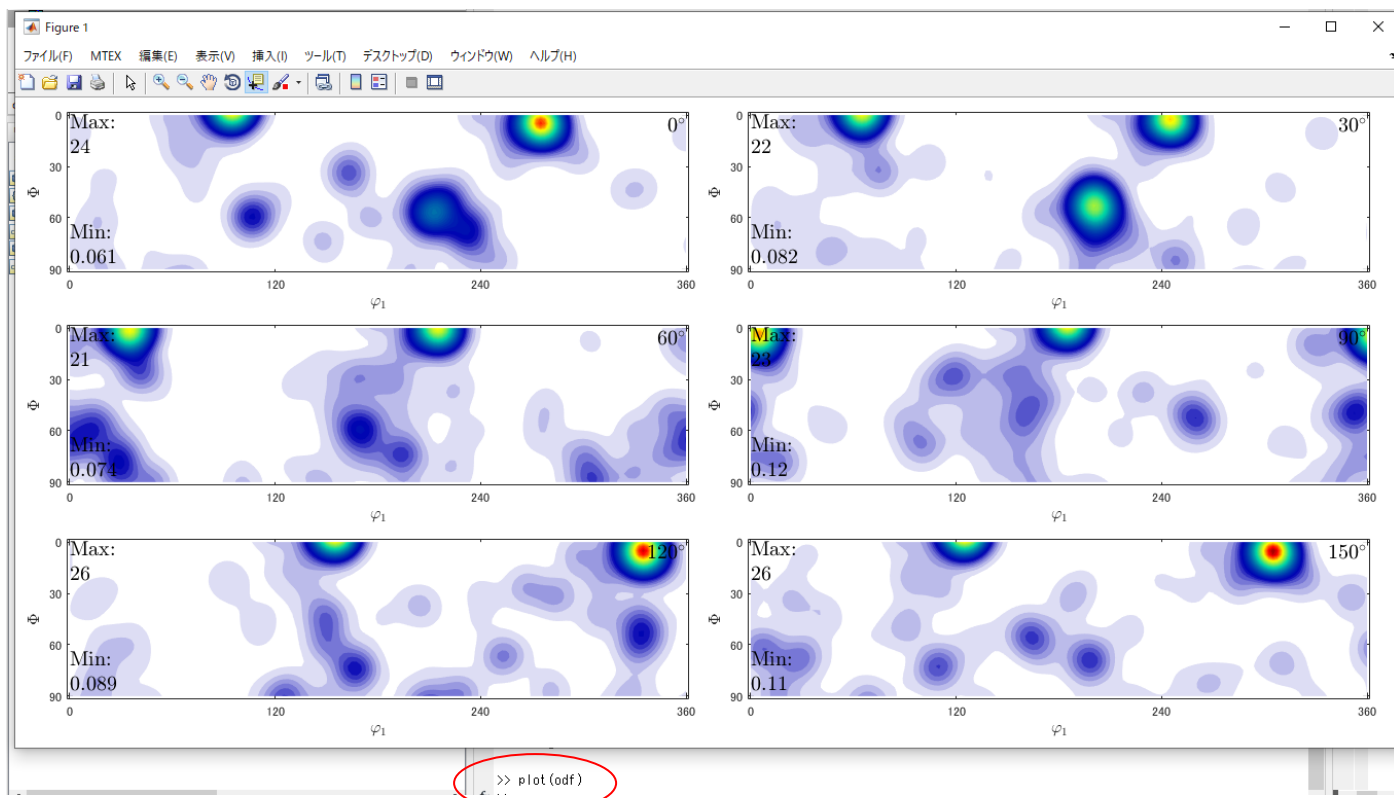 Figure 1
ファイル(F) MTEX 編集(E) 表示(V) 挿入(I) ツール(T) デスクトップ(D) ウィンドウ(W) ヘルプ(H)
Max:
24
0°
Min:
0.061
0 30 60 90
Φ
0 120 240 360
φ₁
Max:
22
30°
Min:
0.082
0 30 60 90
Φ
0 120 240 360
φ₁
Max:
21
60°
Min:
0.074
0 30 60 90
Φ
0 120 240 360
φ₁
Max:
23
90°
Min:
0.12
0 30 60 90
Φ
0 120 240 360
φ₁
Max:
26
120°
Min:
0.089
0 30 60 90
Φ
0 120 240 360
φ₁
Max:
26
150°
Min:
0.11
0 30 60 90
Φ
0 120 240 360
φ₁
>> plot(odf)